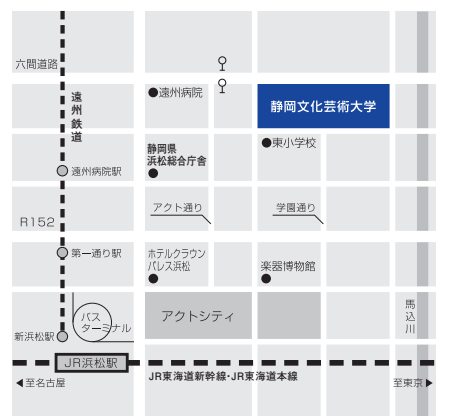 六間道路
遠州鉄道
遠州病院
静岡文化芸術大学
東小学校
静岡県
浜松総合庁舎
遠州病院駅
アクト通り
学園通り
R152
第一通り駅
ホテルクラウン
パレス浜松
楽器博物館
バス
ターミナル
アクトシティ
馬込川
新浜松駅
JR浜松駅
JR東海道新幹線・JR東海道本線
至名古屋
至東京